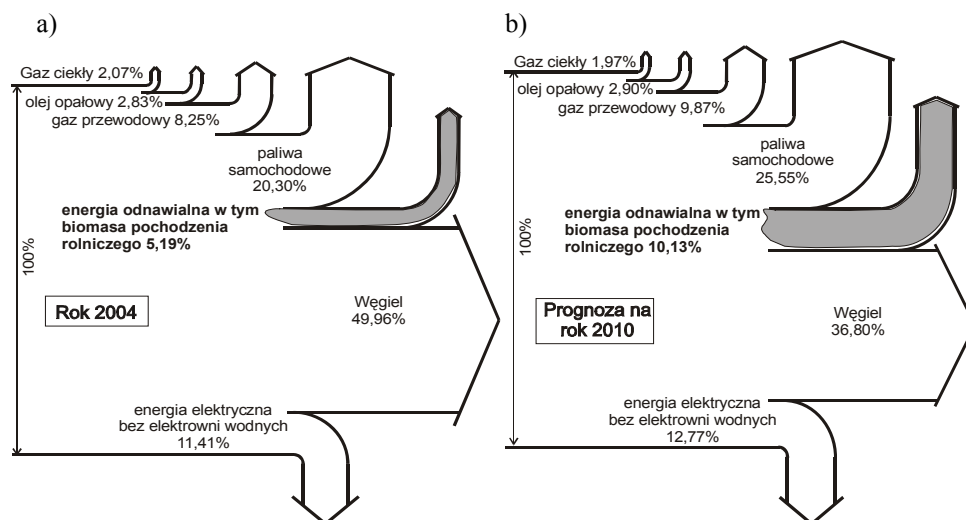 a)
Gaz ciekły 2,07%
olej opałowy 2,83%
gaz przewodowy 8,25%
paliwa
samochodowe
20,30%
energia odnawialna w tym
biomasa pochodzenia
rolniczego 5,19%
100%
Rok 2004
Węgiel
49,96%
energia elektryczna
bez elektrowni wodnych
11,41%
b)
Gaz ciekły 1,97%
olej opałowy 2,90%
gaz przewodowy 9,87%
paliwa
samochodowe
25,55%
energia odnawialna w tym
biomasa pochodzenia
rolniczego 10,13%
100%
Prognoza na
rok 2010
Węgiel
36,80%
energia elektryczna
bez elektrowni wodnych
12,77%